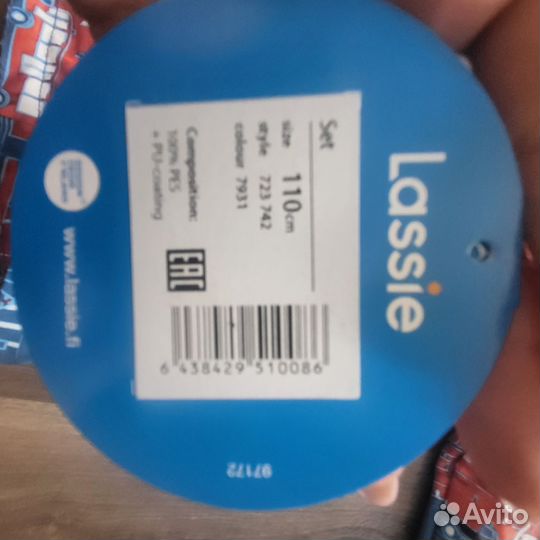 Lassie
Set
size 110cm
style 723 742
colour 7931
Composition:
100% PES
+ PU-coating
EAC
6 438429 510086
www.lassie.fi
97172
Avito